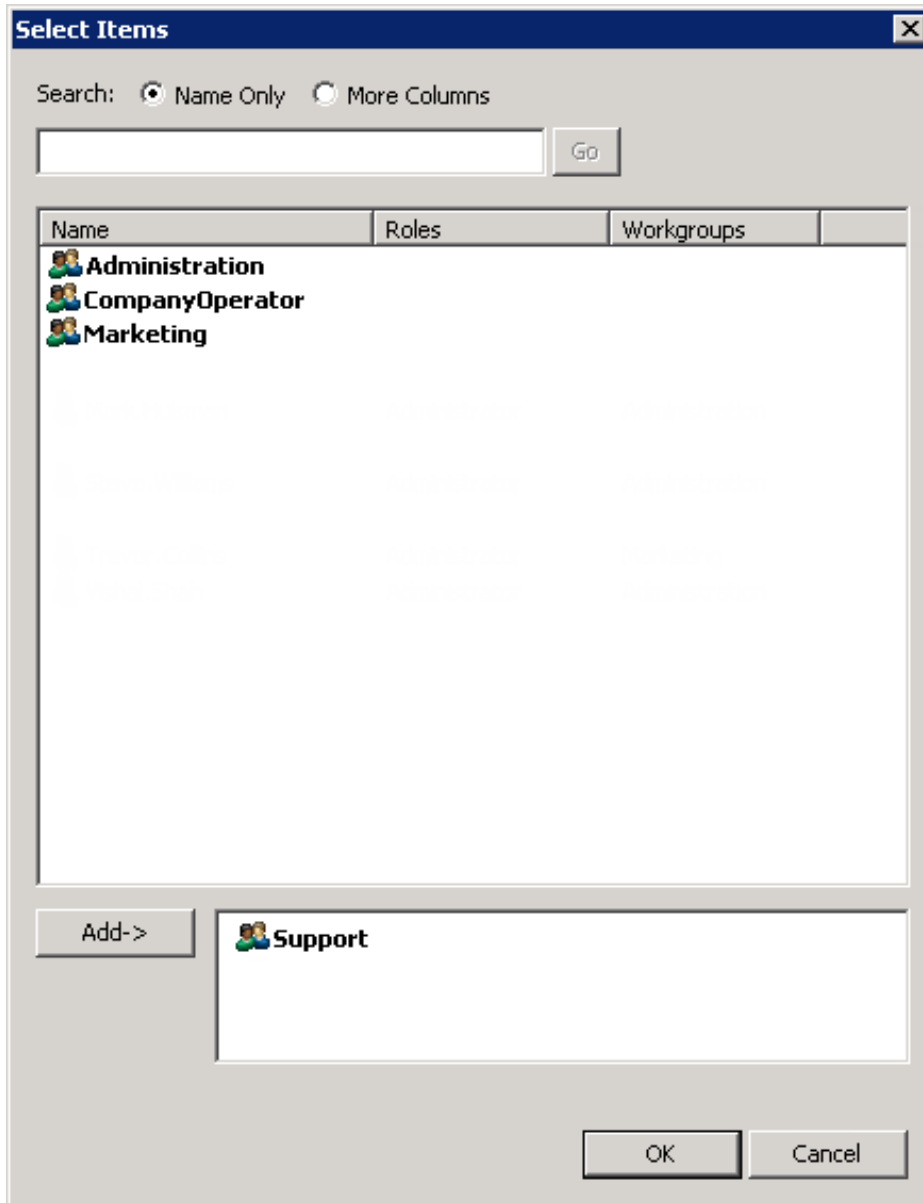 Select Items
Search: Name Only More Columns
Go
Name Roles Workgroups
Administration
CompanyOperator
Marketing
Add->
Support
OK Cancel